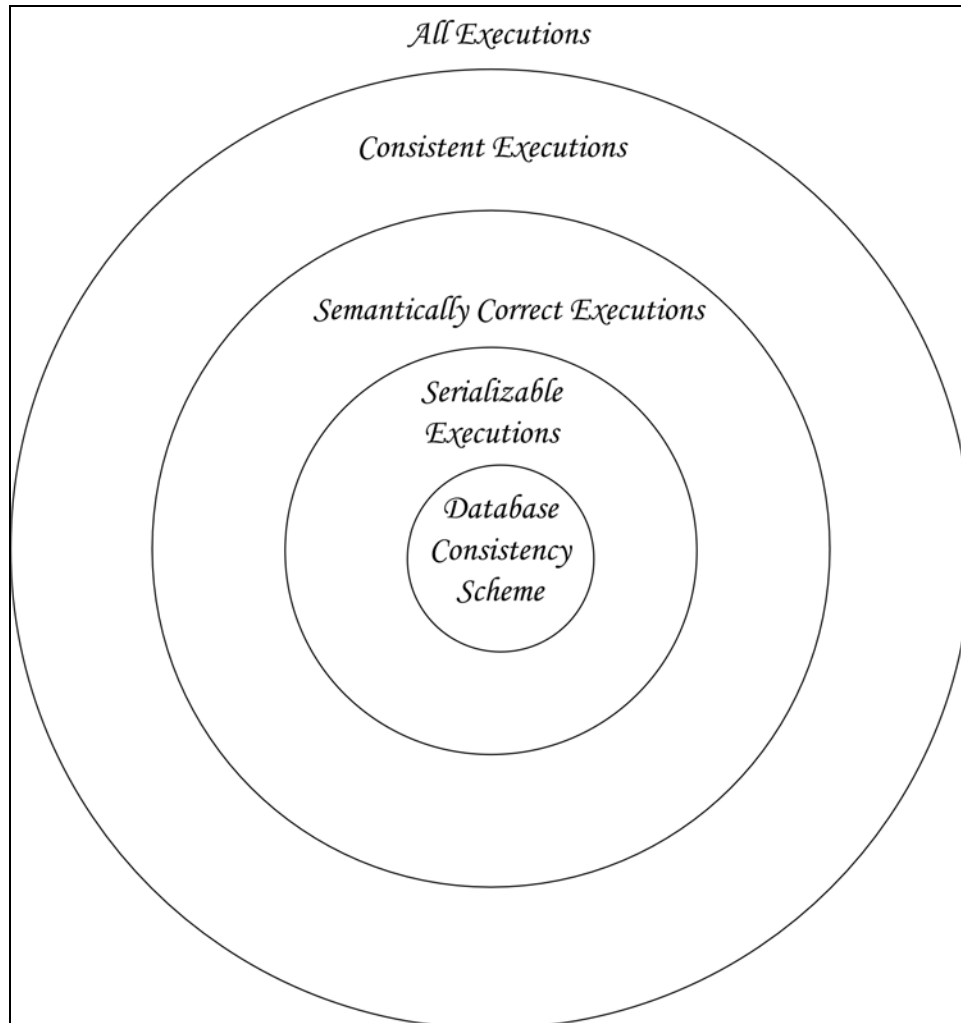 All Executions
Consistent Executions
Semantically Correct Executions
Serializable
Executions
Database
Consistency
Scheme